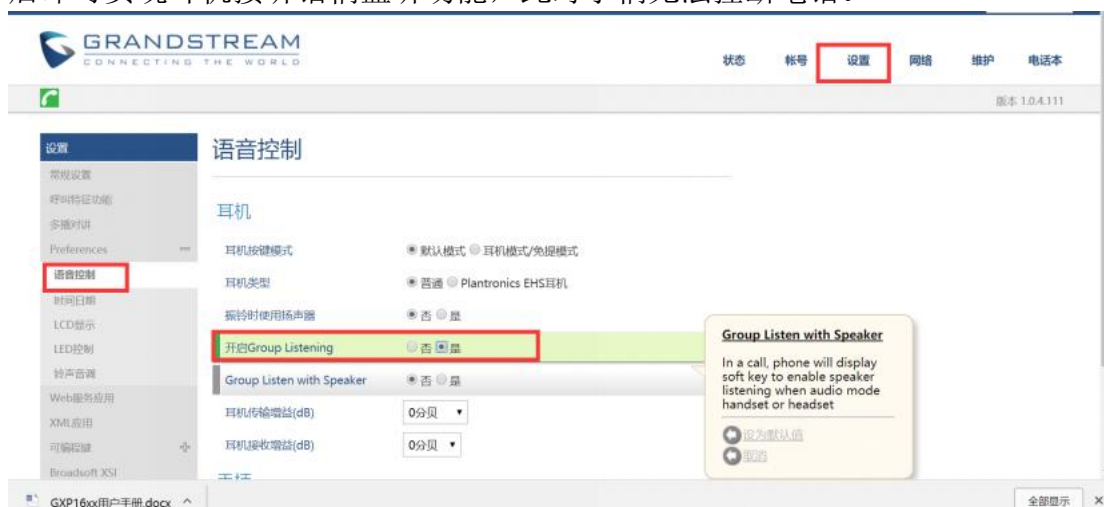 GRANDSTREAM
CONNECTING THE WORLD
状态 帐号 设置 网络 维护 电话本
版本 1.0.4.111
设置
常规设置
呼叫特征功能
多播对讲
Preferences
语音控制
时间日期
LCD显示
LED控制
铃声音调
Web服务应用
XML应用
可编程键
Broadsoft XSI
语音控制
耳机
耳机按键模式 默认模式 耳机模式/免提模式
耳机类型 普通 Plantronics EHS耳机
振铃时使用扬声器 否 是
开启Group Listening 否 是
Group Listen with Speaker 否 是
耳机传输增益(dB) 0分贝
耳机接收增益(dB) 0分贝
Group Listen with Speaker
In a call, phone will display
soft key to enable speaker
listening when audio mode
handset or headset
设为默认值
取消
GXP16xx用户手册.docx
全部显示